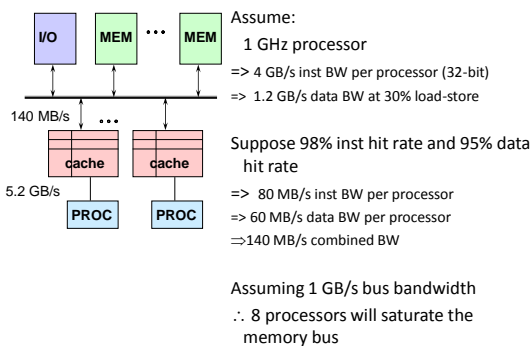 I/O
MEM
•••
MEM
140 MB/s
•••
cache
cache
5.2 GB/s
PROC
PROC
Assume:
1 GHz processor
=> 4 GB/s inst BW per processor (32-bit)
=> 1.2 GB/s data BW at 30% load-store
Suppose 98% inst hit rate and 95% data
hit rate
=> 80 MB/s inst BW per processor
=> 60 MB/s data BW per processor
⇒140 MB/s combined BW
Assuming 1 GB/s bus bandwidth
∴ 8 processors will saturate the
memory bus